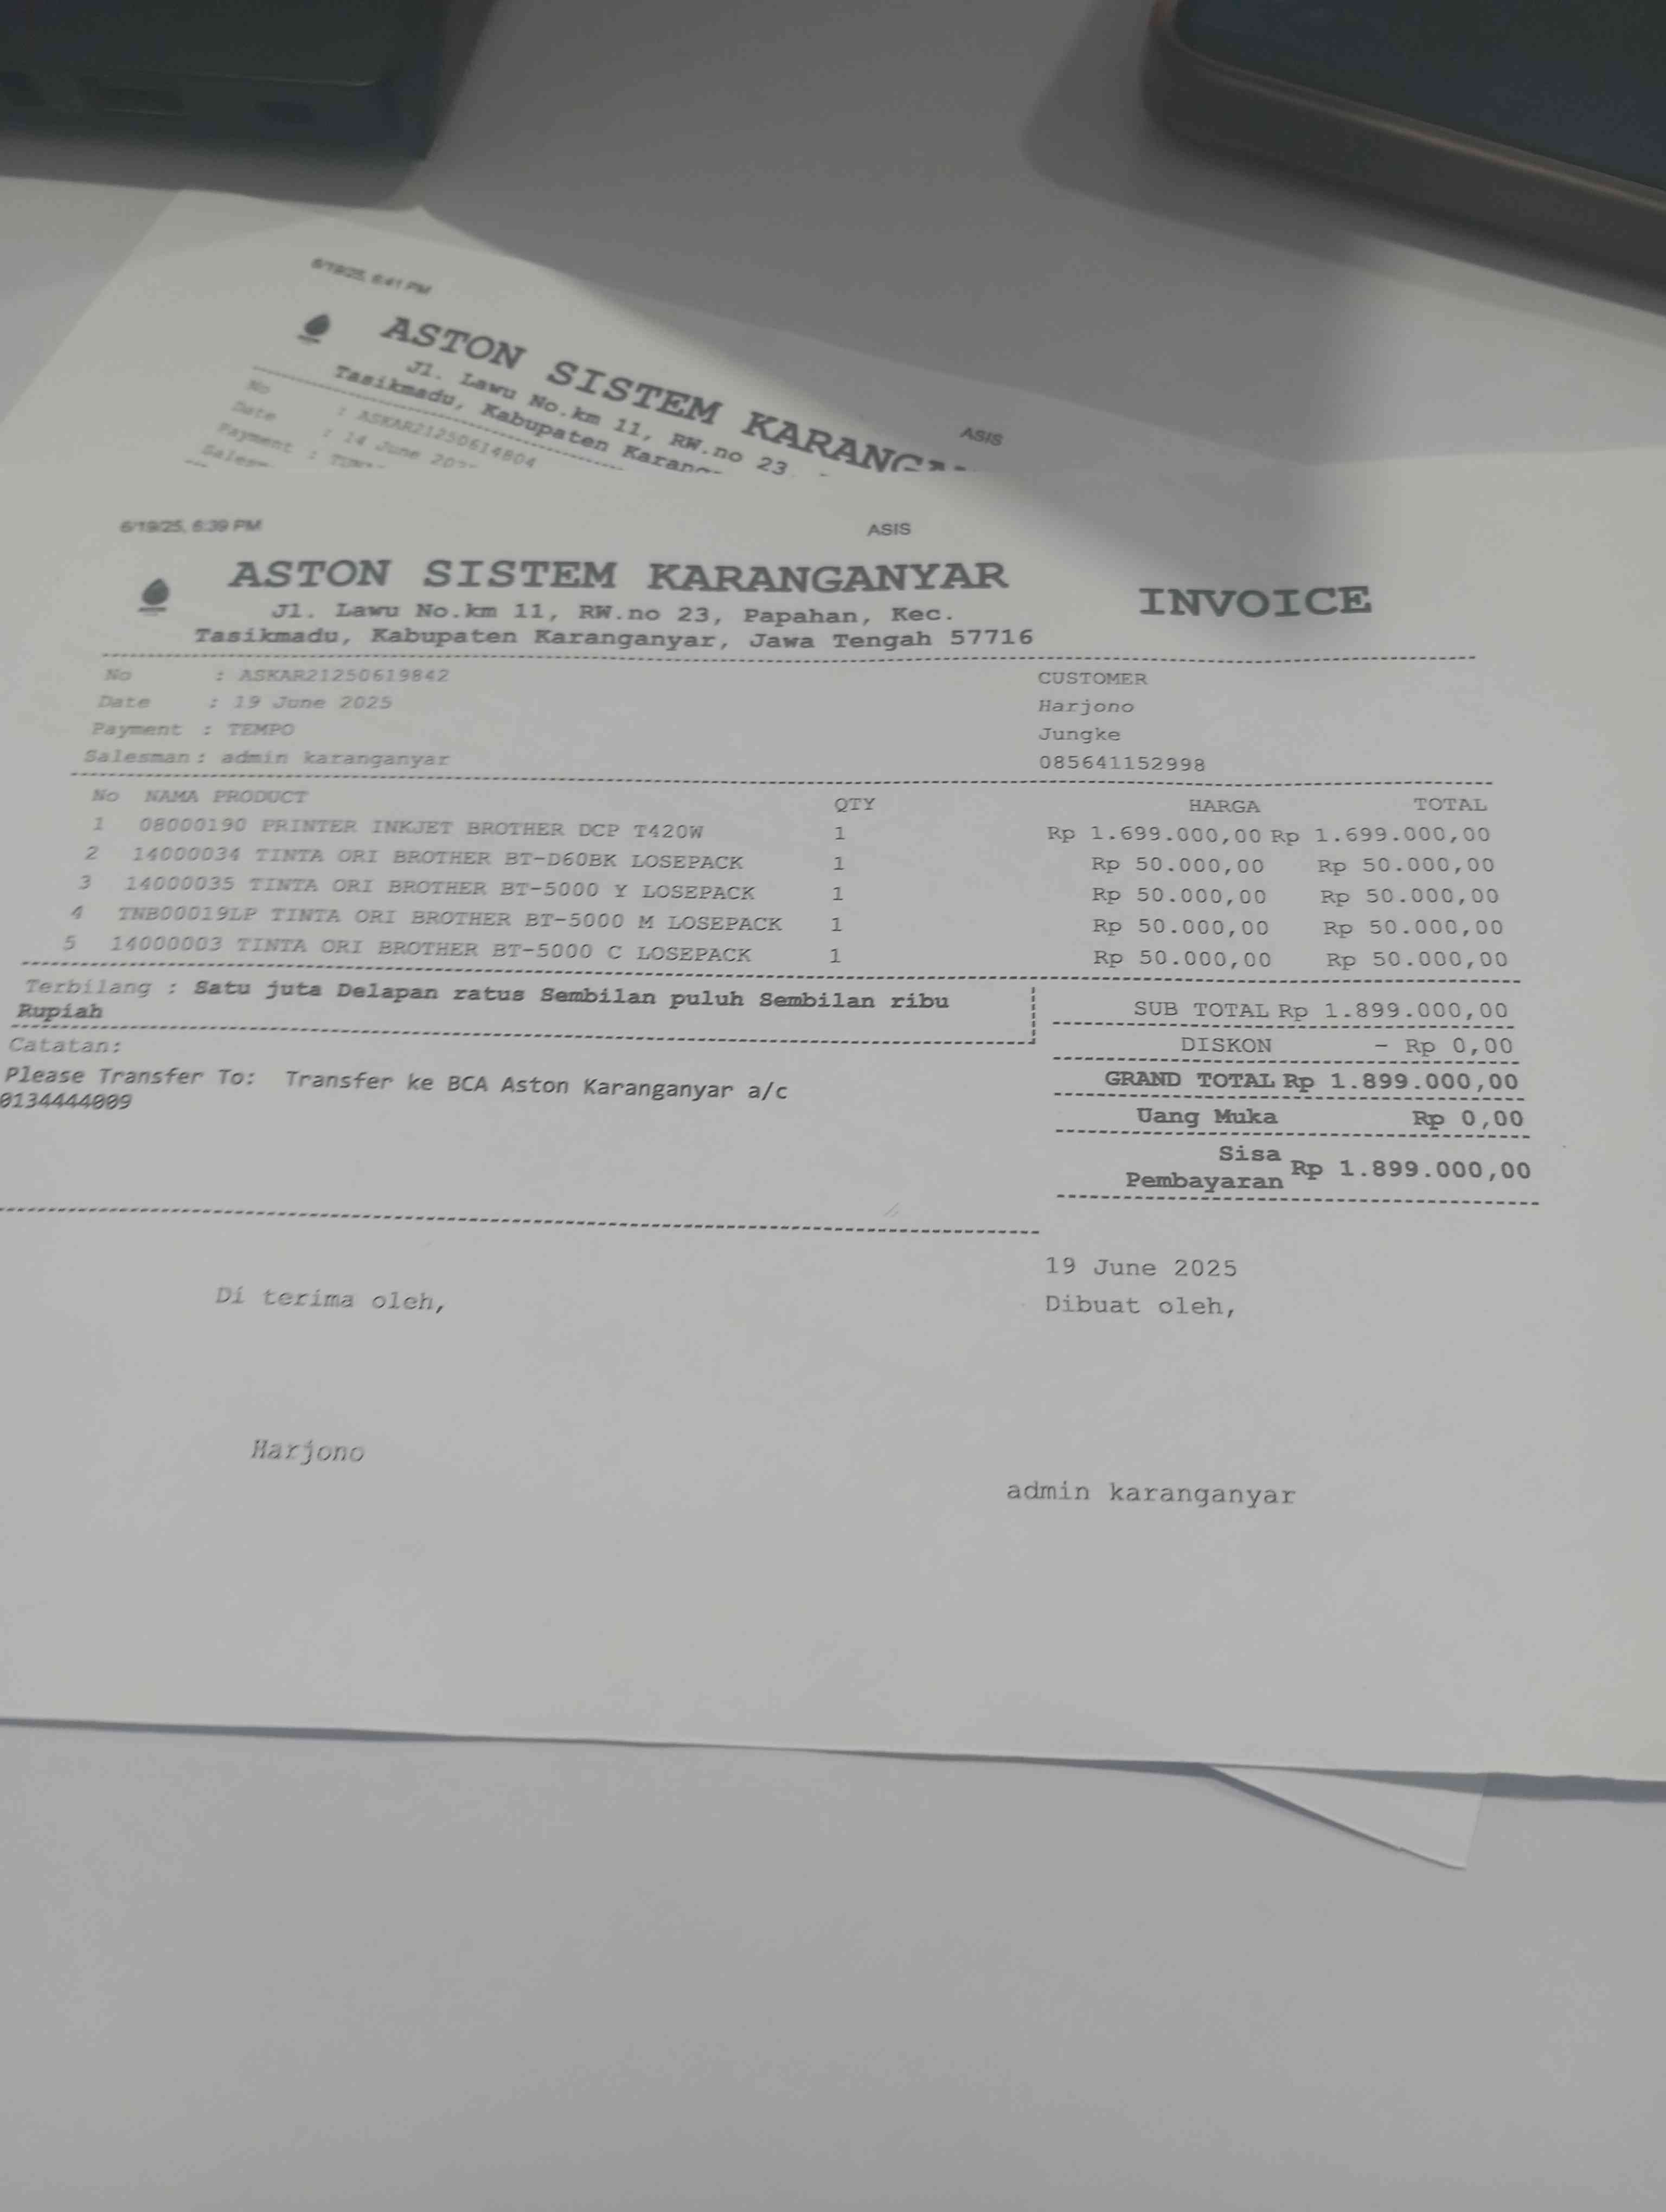 6/19/25, 6:41 PM
ASIS
ASTON SISTEM
Jl. Lawu No.km 11, RW.no 23
Tasikmadu, Kabupaten
No : ASKAR21250614804
Date : 14 June
Payment :
6/19/25, 6:39 PM
ASIS
ASTON SISTEM KARANGANYAR
INVOICE
Jl. Lawu No.km 11, RW.no 23, Papahan, Kec.
Tasikmadu, Kabupaten Karanganyar, Jawa Tengah 57716
No : ASKAR21250619842
Date : 19 June 2025
Payment : TEMPO
Salesman : admin karanganyar
CUSTOMER
Harjono
Jungke
085641152998
No NAMA PRODUCT QTY HARGA TOTAL
1 08000190 PRINTER INKJET BROTHER DCP T420W 1 Rp 1.699.000,00 Rp 1.699.000,00
2 14000034 TINTA ORI BROTHER BT-D60BK LOSEPACK 1 Rp 50.000,00 Rp 50.000,00
3 14000035 TINTA ORI BROTHER BT-5000 Y LOSEPACK 1 Rp 50.000,00 Rp 50.000,00
4 TNB00019LP TINTA ORI BROTHER BT-5000 M LOSEPACK 1 Rp 50.000,00 Rp 50.000,00
5 14000003 TINTA ORI BROTHER BT-5000 C LOSEPACK 1 Rp 50.000,00 Rp 50.000,00
Terbilang : Satu juta Delapan ratus Sembilan puluh Sembilan ribu
Rupiah
Catatan:
Please Transfer To: Transfer ke BCA Aston Karanganyar a/c
0134444009
SUB TOTAL Rp 1.899.000,00
DISKON - Rp 0,00
GRAND TOTAL Rp 1.899.000,00
Uang Muka Rp 0,00
Sisa
Pembayaran Rp 1.899.000,00
Di terima oleh,
Harjono
19 June 2025
Dibuat oleh,
admin karanganyar